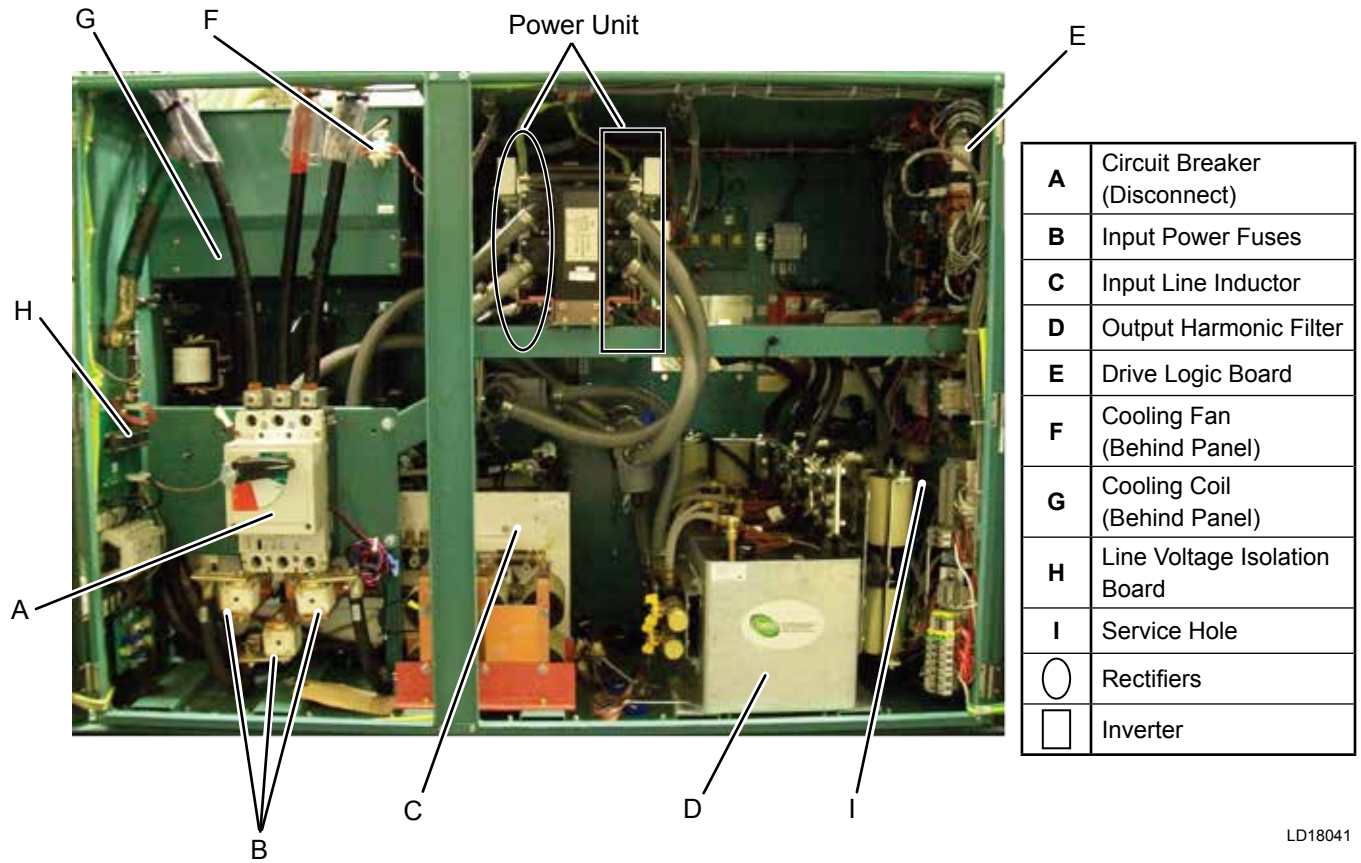 G
F
Power Unit
E
H
A
B
C
D
I
A Circuit Breaker
(Disconnect)
B Input Power Fuses
C Input Line Inductor
D Output Harmonic Filter
E Drive Logic Board
F Cooling Fan
(Behind Panel)
G Cooling Coil
(Behind Panel)
H Line Voltage Isolation
Board
I Service Hole
Rectifiers
Inverter
LD18041